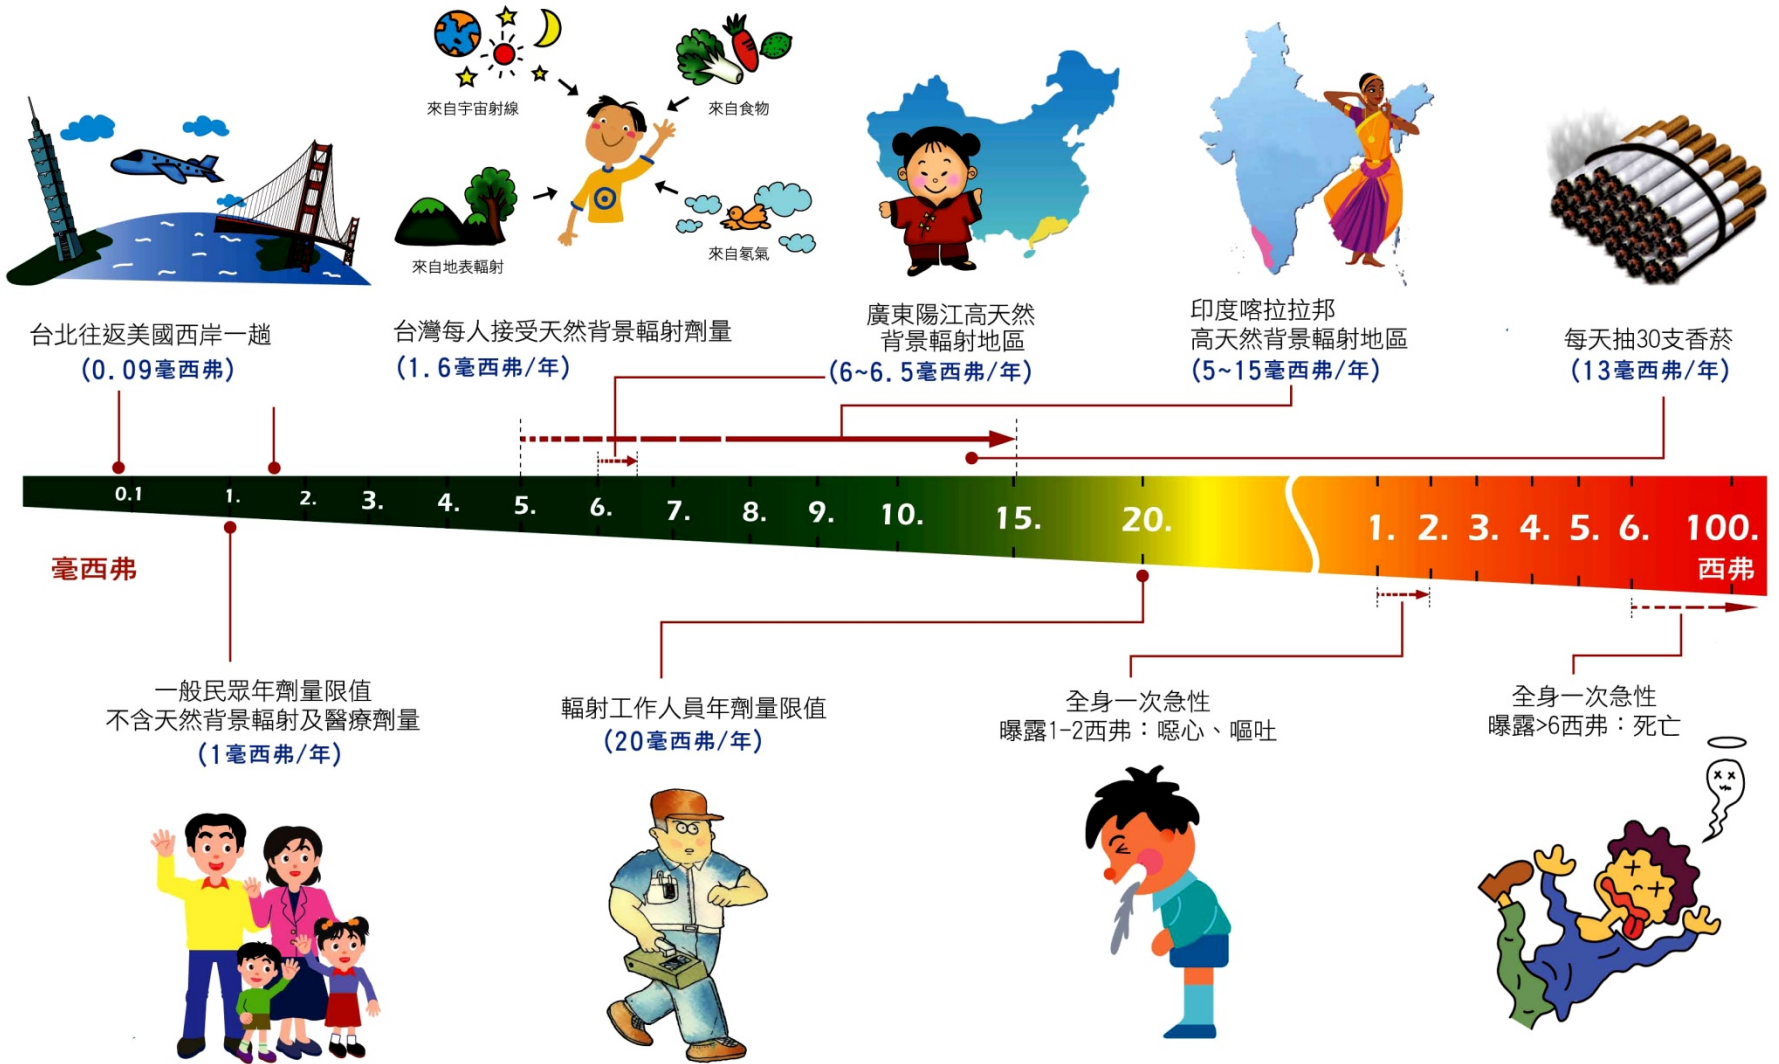 來自宇宙射線
來自食物
來自地表輻射
來自氡氣
台北往返美國西岸一趟
(0.09毫西弗)
台灣每人接受天然背景輻射劑量
(1.6毫西弗/年)
廣東陽江高天然
背景輻射地區
(6~6.5毫西弗/年)
印度喀拉拉邦
高天然背景輻射地區
(5~15毫西弗/年)
每天抽30支香菸
(13毫西弗/年)
0.1 1. 2. 3. 4. 5. 6. 7. 8. 9. 10. 15. 20. 1. 2. 3. 4. 5. 6. 100.
毫西弗
西弗
一般民眾年劑量限值
不含天然背景輻射及醫療劑量
(1毫西弗/年)
輻射工作人員年劑量限值
(20毫西弗/年)
全身一次急性
曝露1-2西弗：噁心、嘔吐
全身一次急性
曝露>6西弗：死亡